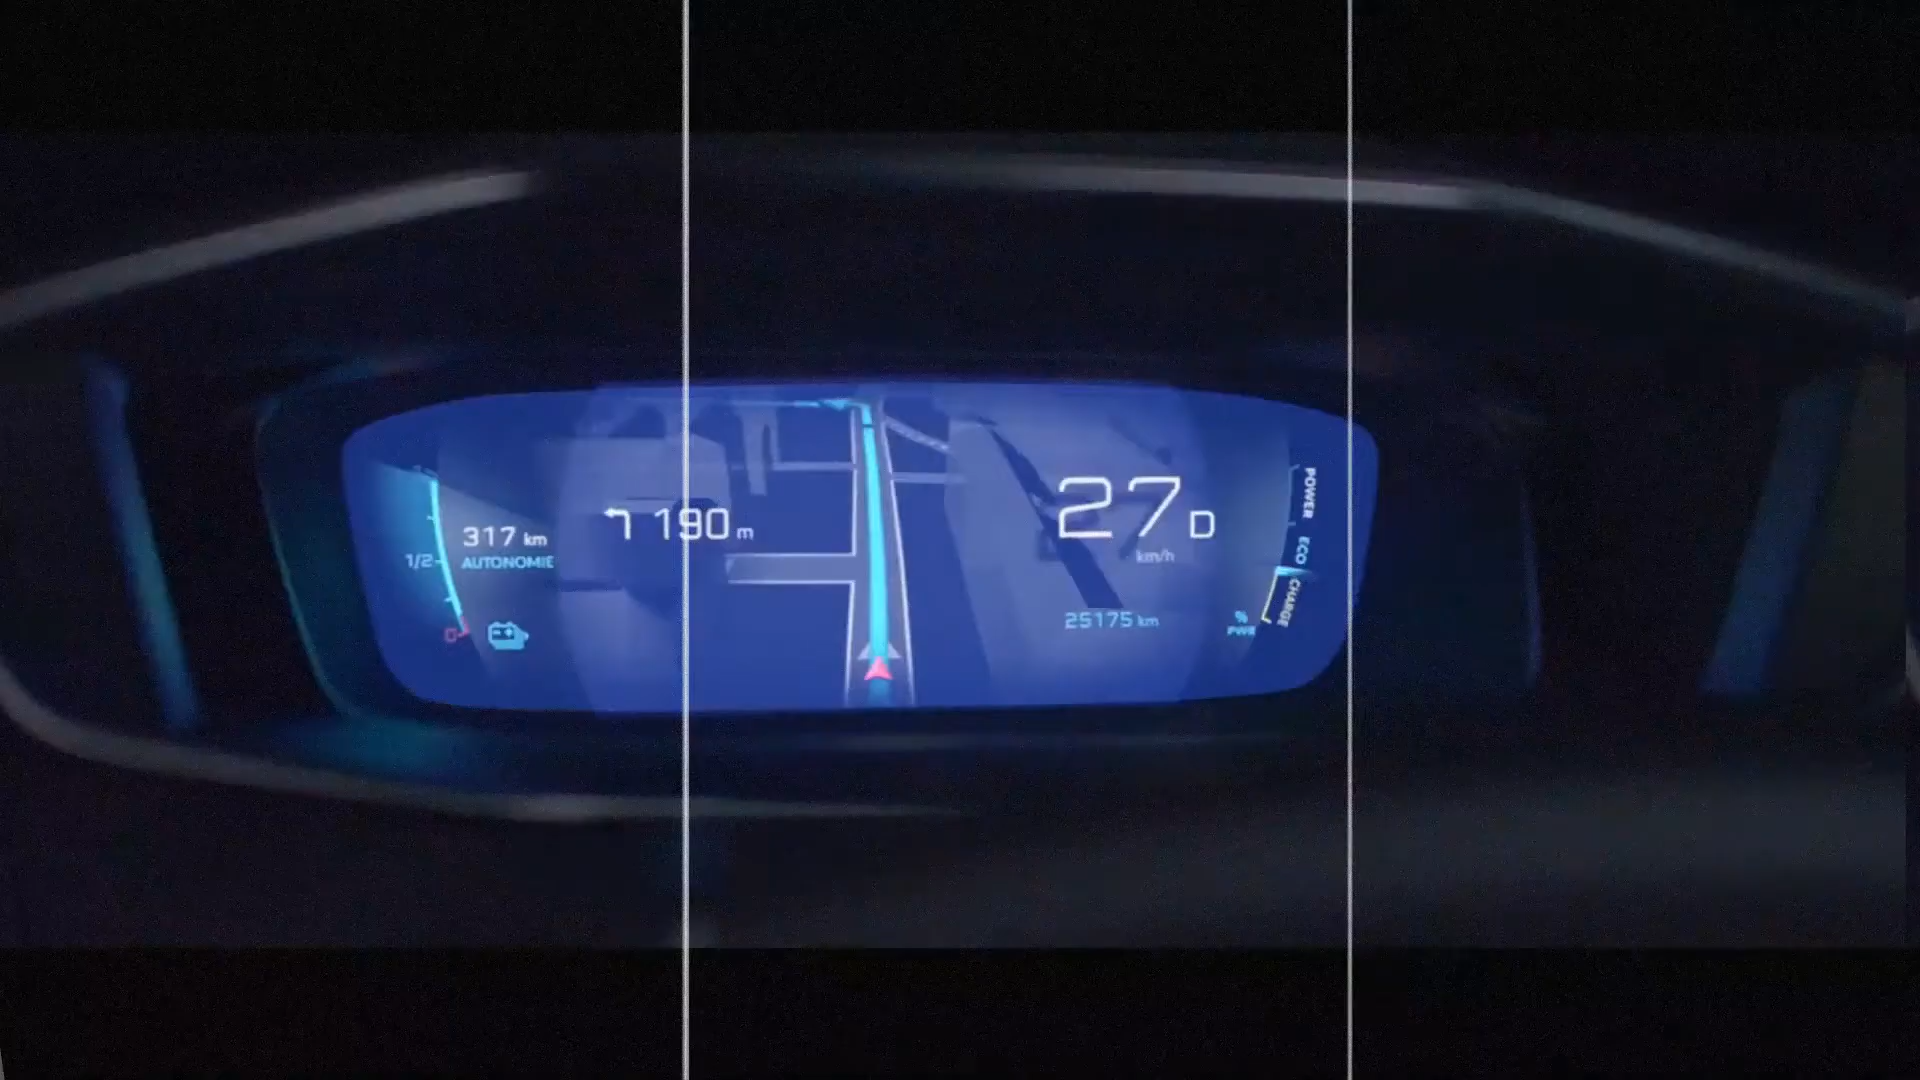 317 km
AUTONOMIE
1/2
0
190 m
27 D
km/h
25175 km
POWER
ECO
CHARGE
%
PWR